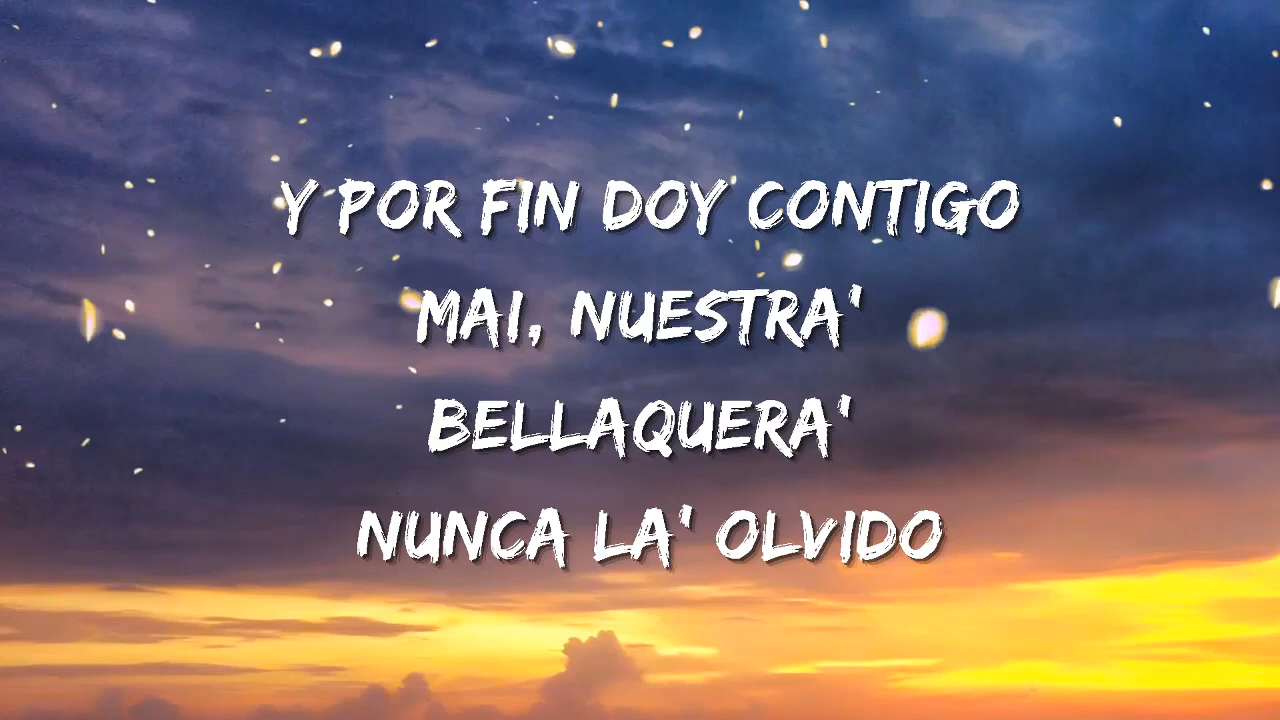 Y POR FIN DOY CONTIGO
MAI, NUESTRA'
BELLAQUERA'
NUNCA LA' OLVIDO